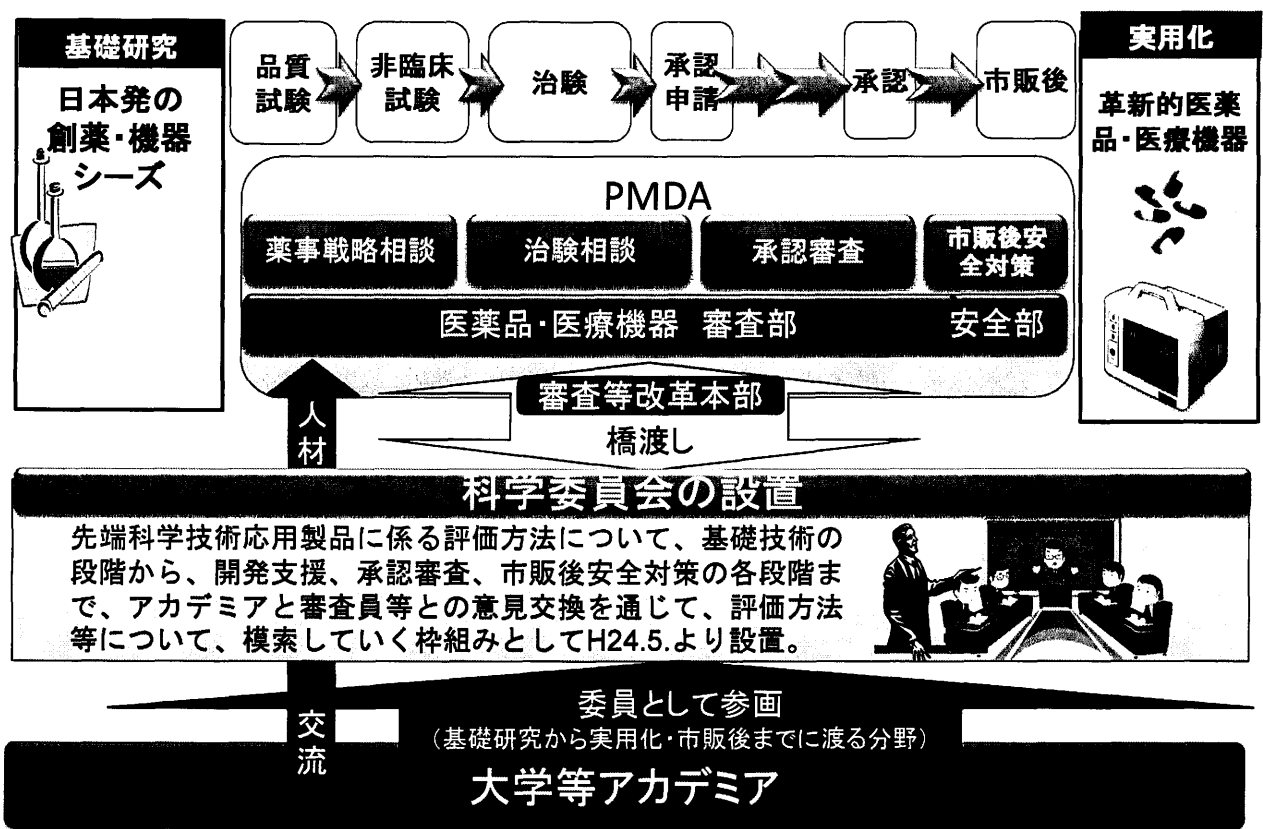 基礎研究
日本発の
創薬・機器
シーズ
品質
試験
非臨床
試験
治験
承認
申請
承認
市販後
実用化
革新的医薬
品・医療機器
PMDA
薬事戦略相談
治験相談
承認審査
市販後安
全対策
医薬品・医療機器 審査部
安全部
審査等改革本部
橋渡し
人材
科学委員会の設置
先端科学技術応用製品に係る評価方法について、基礎技術の
段階から、開発支援、承認審査、市販後安全対策の各段階ま
で、アカデミアと審査員等との意見交換を通じて、評価方法
等について、模索していく枠組みとしてH24.5.より設置。
交流
委員として参画
（基礎研究から実用化・市販後までに渡る分野）
大学等アカデミア